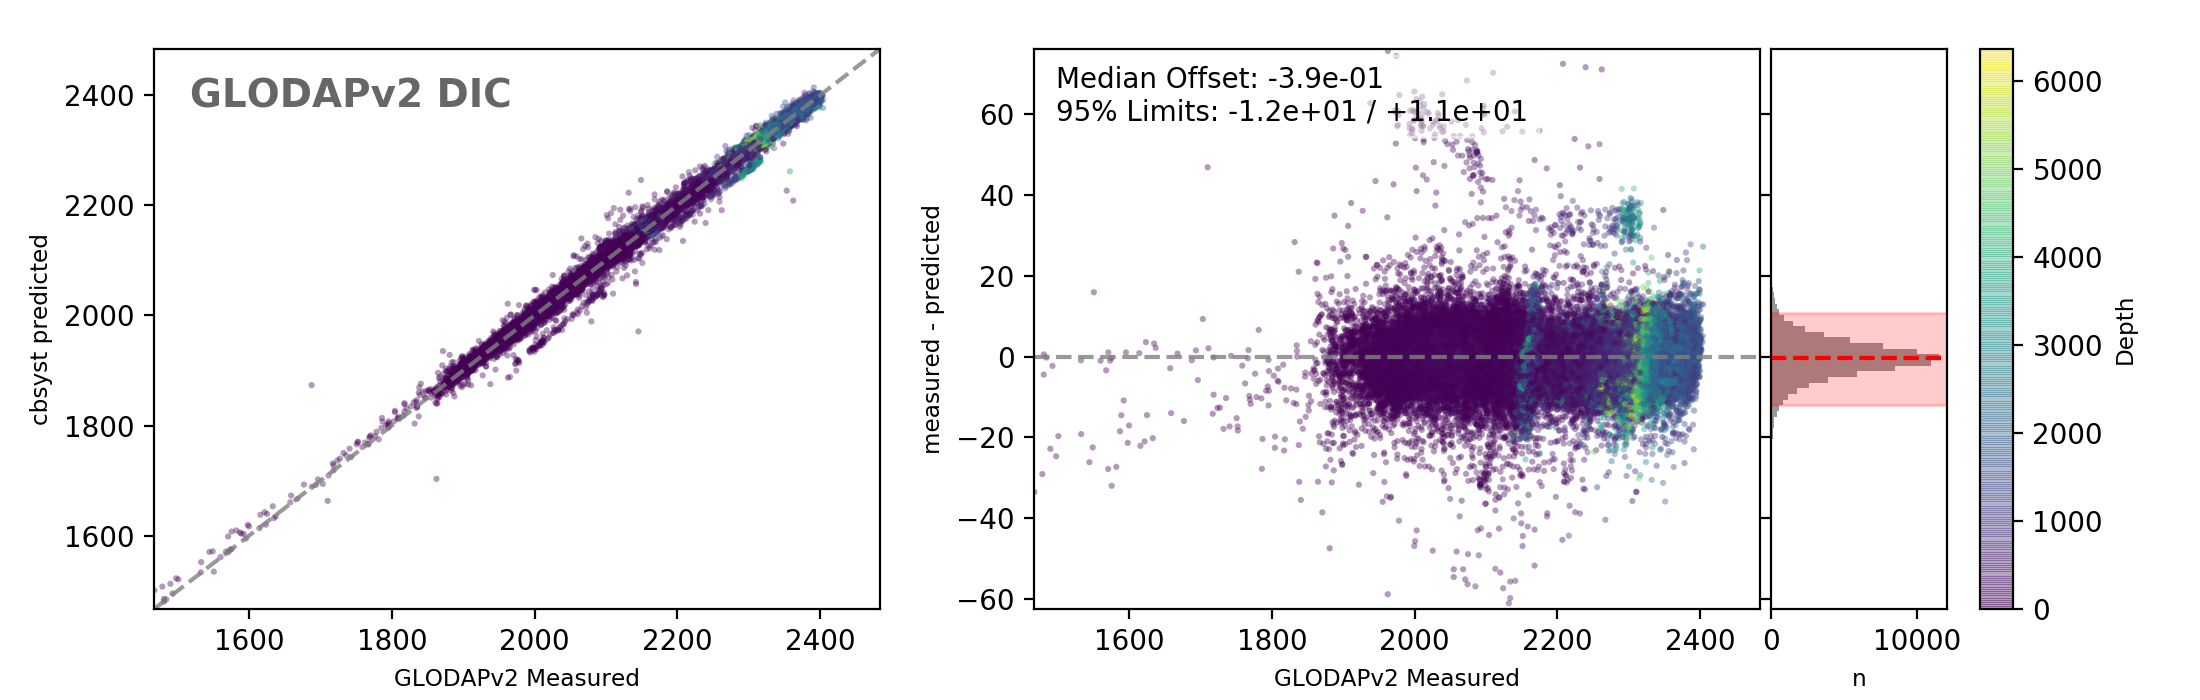 GLODAPv2 DIC
2400
2200
2000
1800
1600
cbsyst predicted
1600 1800 2000 2200 2400
GLODAPv2 Measured
Median Offset: -3.9e-01
95% Limits: -1.2e+01 / +1.1e+01
60
40
20
0
−20
−40
−60
measured - predicted
1600 1800 2000 2200 2400
GLODAPv2 Measured
0 10000
n
6000
5000
4000
3000
2000
1000
0
Depth